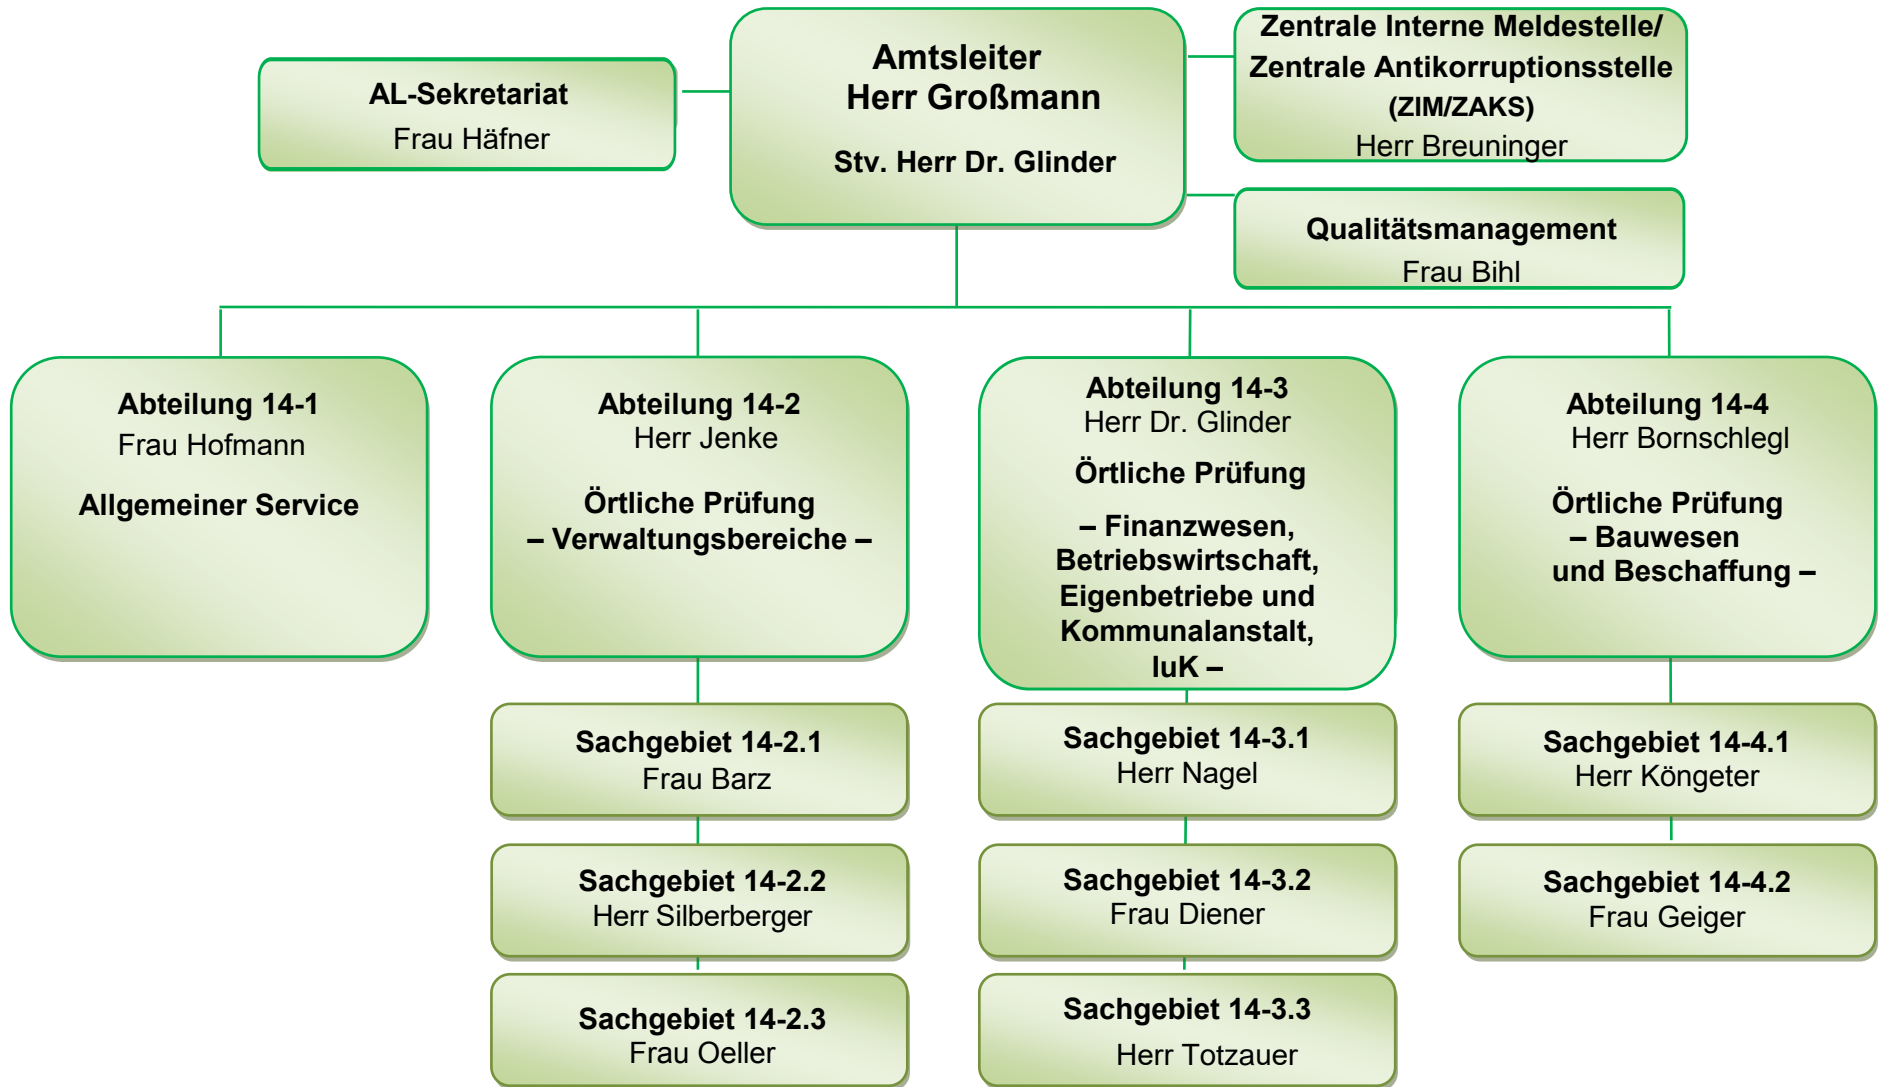 AL-Sekretariat
Frau Häfner
Amtsleiter
Herr Großmann
Stv. Herr Dr. Glinder
Zentrale Interne Meldestelle/
Zentrale Antikorruptionsstelle
(ZIM/ZAKS)
Herr Breuninger
Qualitätsmanagement
Frau Bihl
Abteilung 14-1
Frau Hofmann
Allgemeiner Service
Abteilung 14-2
Herr Jenke
Örtliche Prüfung
– Verwaltungsbereiche –
Abteilung 14-3
Herr Dr. Glinder
Örtliche Prüfung
– Finanzwesen,
Betriebswirtschaft,
Eigenbetriebe und
Kommunalanstalt,
IuK –
Abteilung 14-4
Herr Bornschlegl
Örtliche Prüfung
– Bauwesen
und Beschaffung –
Sachgebiet 14-2.1
Frau Barz
Sachgebiet 14-2.2
Herr Silberberger
Sachgebiet 14-2.3
Frau Oeller
Sachgebiet 14-3.1
Herr Nagel
Sachgebiet 14-3.2
Frau Diener
Sachgebiet 14-3.3
Herr Totzauer
Sachgebiet 14-4.1
Herr Köngeter
Sachgebiet 14-4.2
Frau Geiger